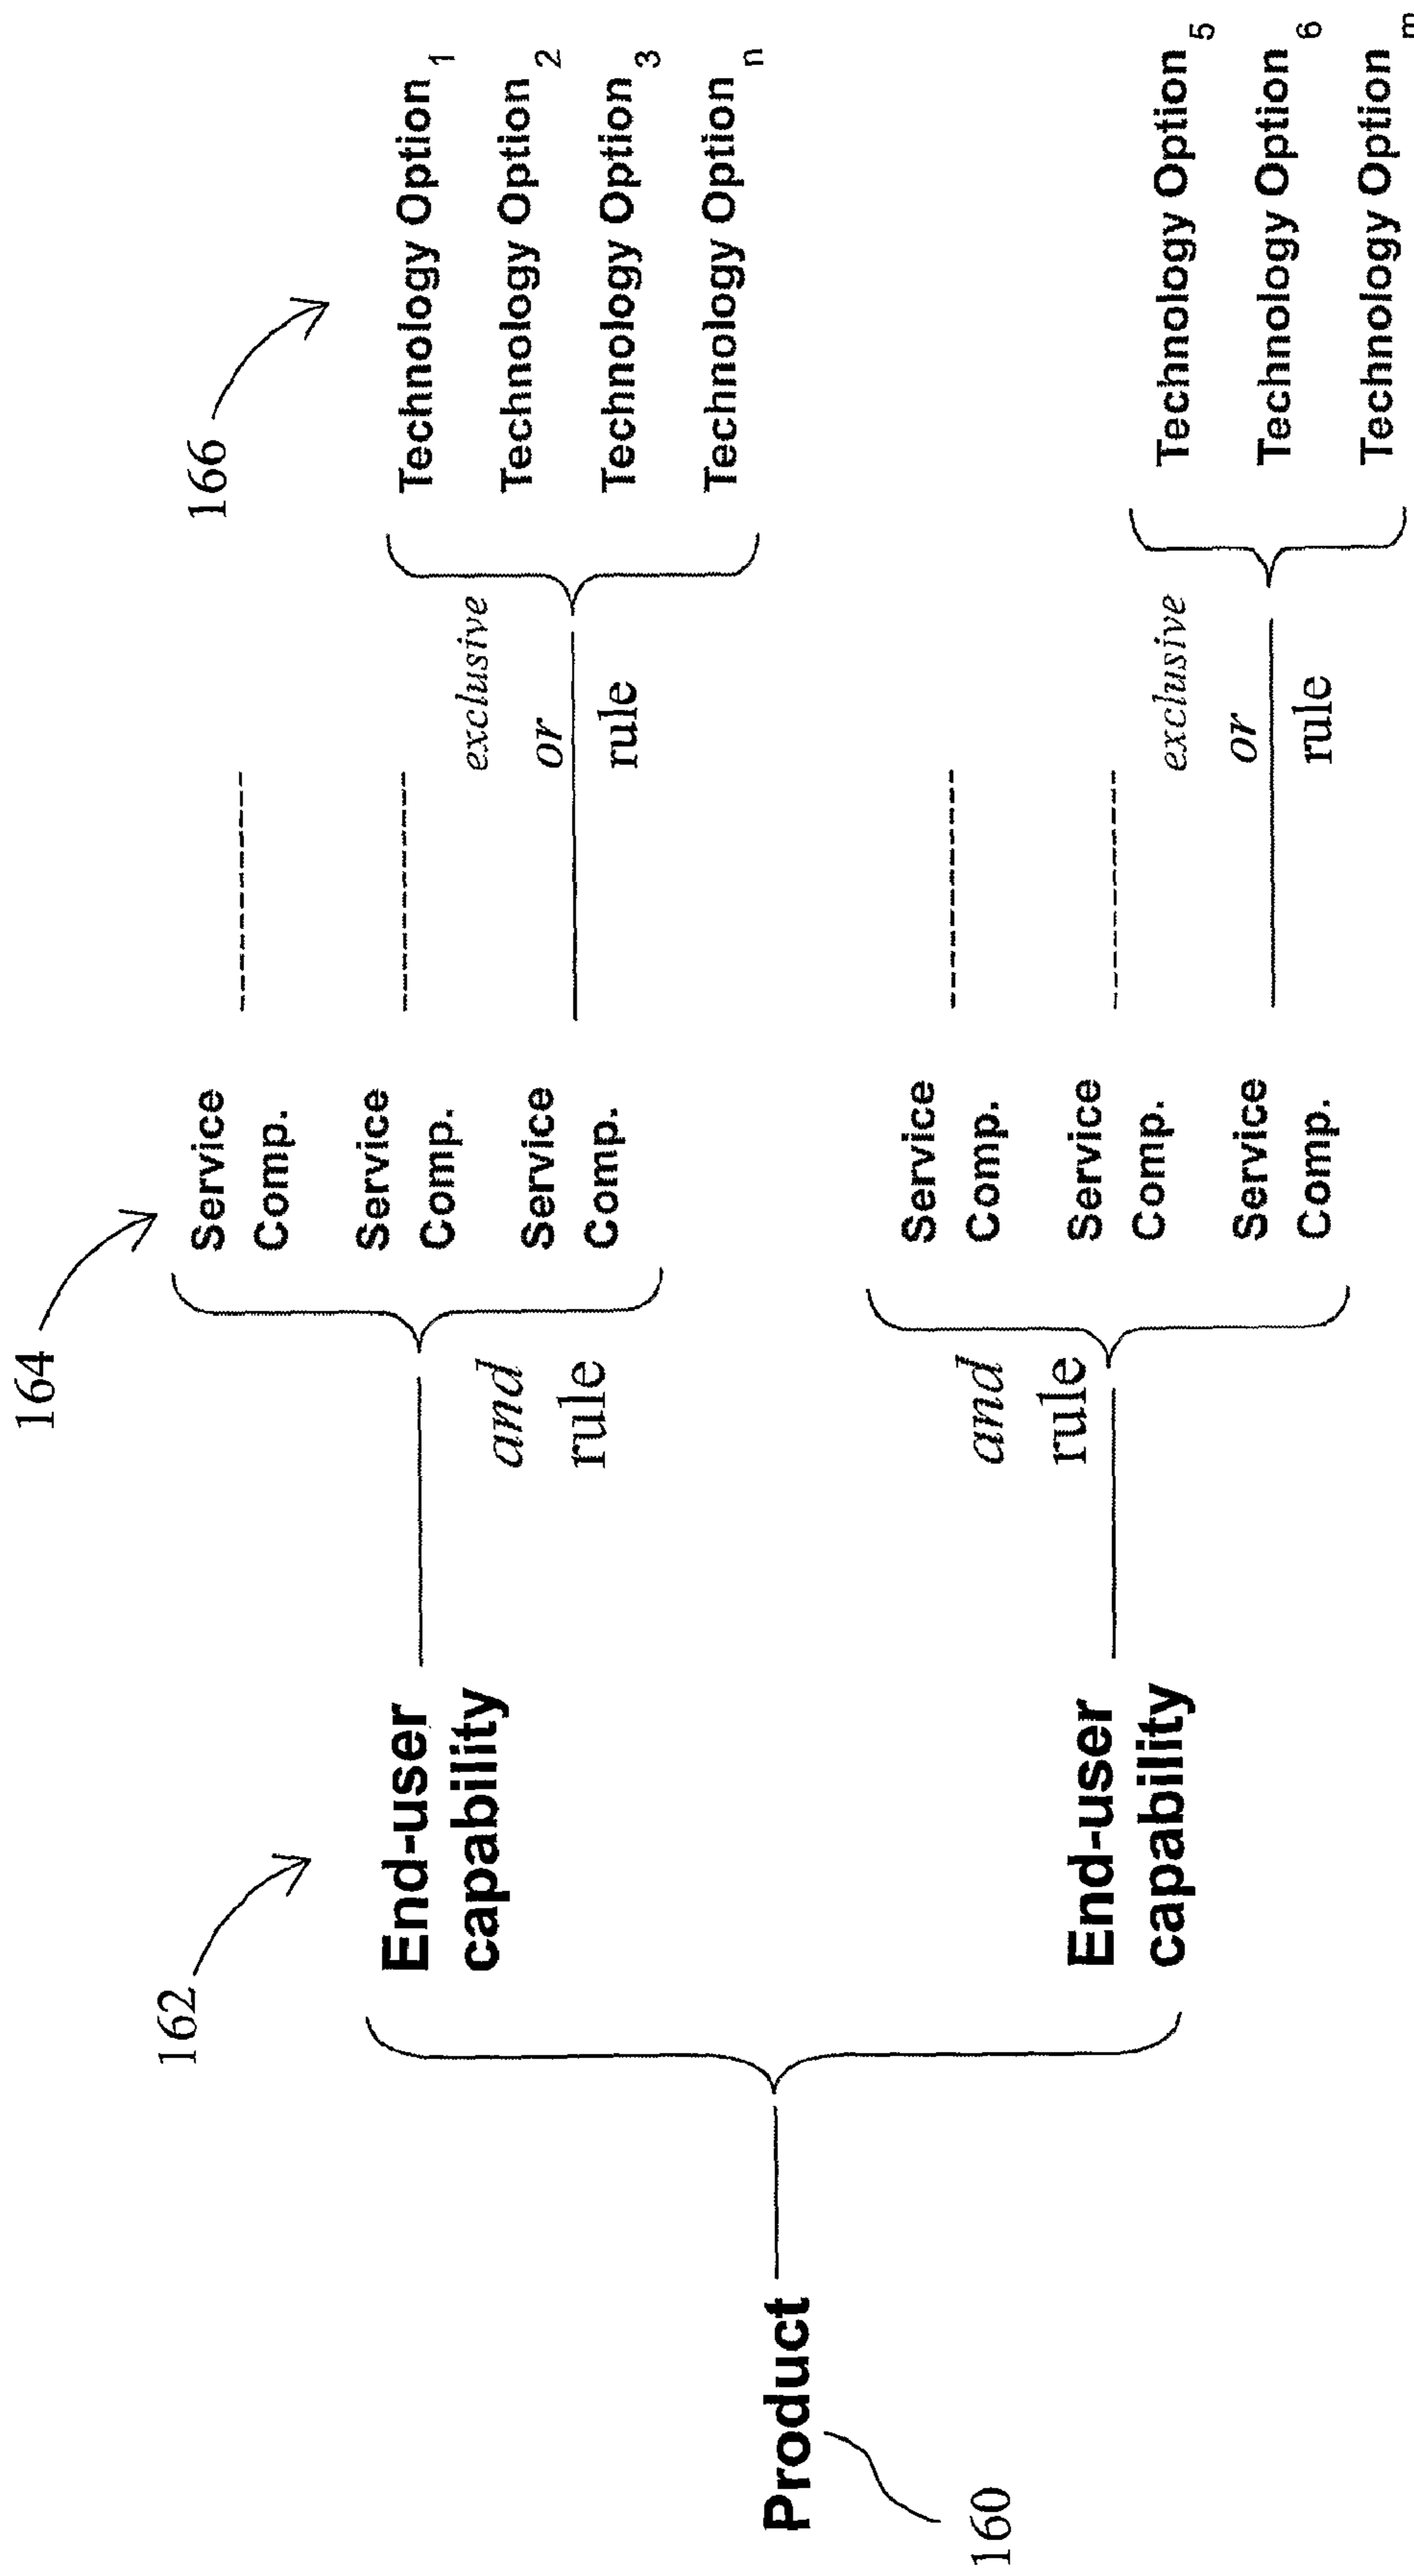 160
Product
162
End-user
capability
End-user
capability
164
and
rule
Service
Comp.
Service
Comp.
Service
Comp.
and
rule
Service
Comp.
Service
Comp.
Service
Comp.
166
exclusive
or
rule
Technology Option 1
Technology Option 2
Technology Option 3
Technology Option n
exclusive
or
rule
Technology Option 5
Technology Option 6
Technology Option m